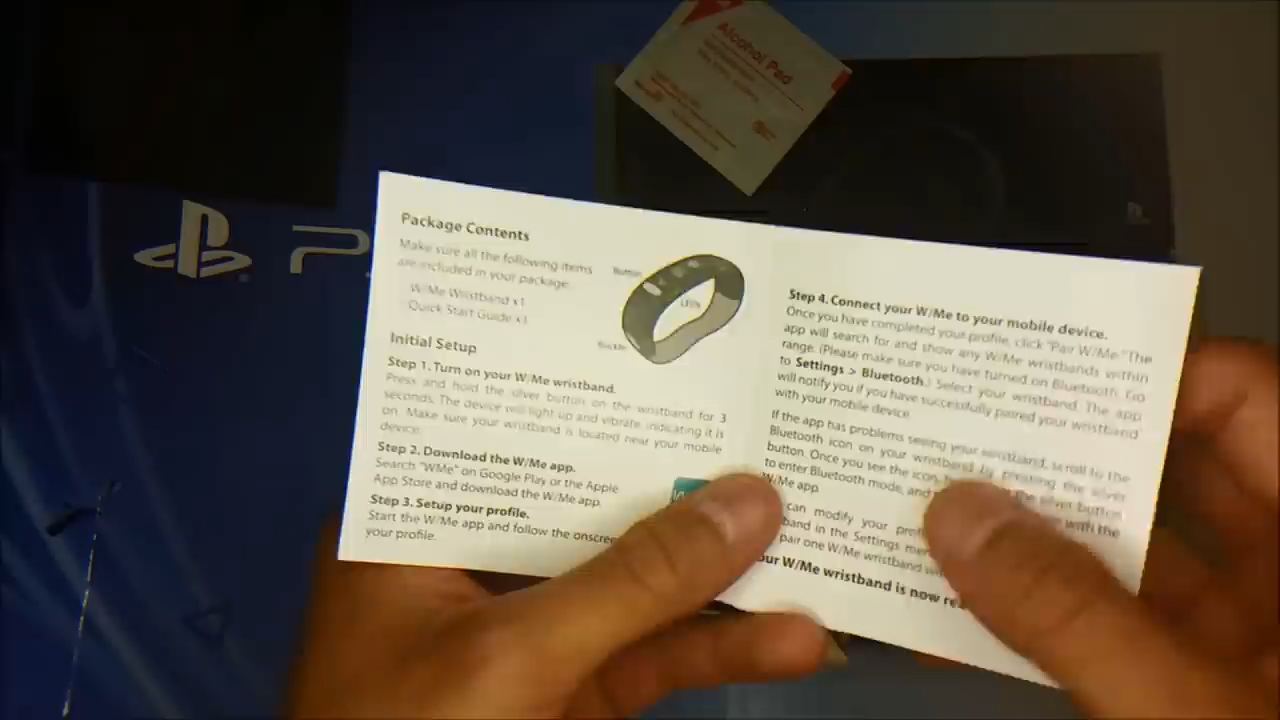 Alcohol Pad
Package Contents
Make sure all the following items
are included in your package:
W/Me Wristband x1
Quick Start Guide x1
Button
LEDs
Buckle
Initial Setup
Step 1. Turn on your W/Me wristband.
Press and hold the silver button on the wristband for 3
seconds. The device will light up and vibrate, indicating it is
on. Make sure your wristband is located near your mobile
device.
Step 2. Download the W/Me app.
Search "WMe" on Google Play or the Apple
App Store and download the W/Me app.
Step 3. Setup your profile.
Start the W/Me app and follow the onscree
your profile.
Step 4. Connect your W/Me to your mobile device.
Once you have completed your profile, click "Pair W/Me." The
app will search for and show any W/Me wristbands within
range. (Please make sure you have turned on Bluetooth. Go
to Settings > Bluetooth.) Select your wristband. The app
will notify you if you have successfully paired your wristband
with your mobile device.
If the app has problems seeing your wristband, scroll to the
Bluetooth icon on your wristband by pressing the silver
button. Once you see the icon, the silver button
to enter Bluetooth mode, and with the
W/Me app.
can modify your prof
band in the Settings me
pair one W/Me wristband
our W/Me wristband is now re